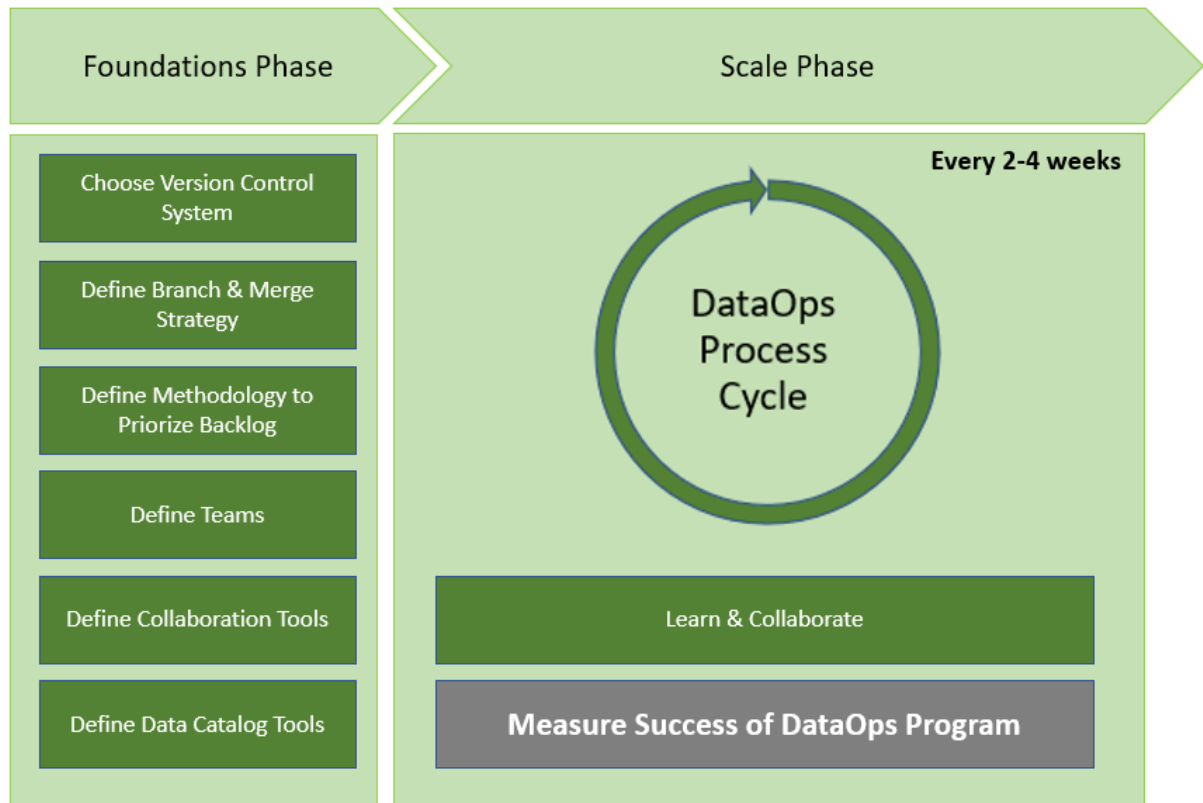 Foundations Phase
Scale Phase
Choose Version Control
System
Define Branch & Merge
Strategy
Define Methodology to
Priorize Backlog
Define Teams
Define Collaboration Tools
Define Data Catalog Tools
Every 2-4 weeks
DataOps
Process
Cycle
Learn & Collaborate
Measure Success of DataOps Program